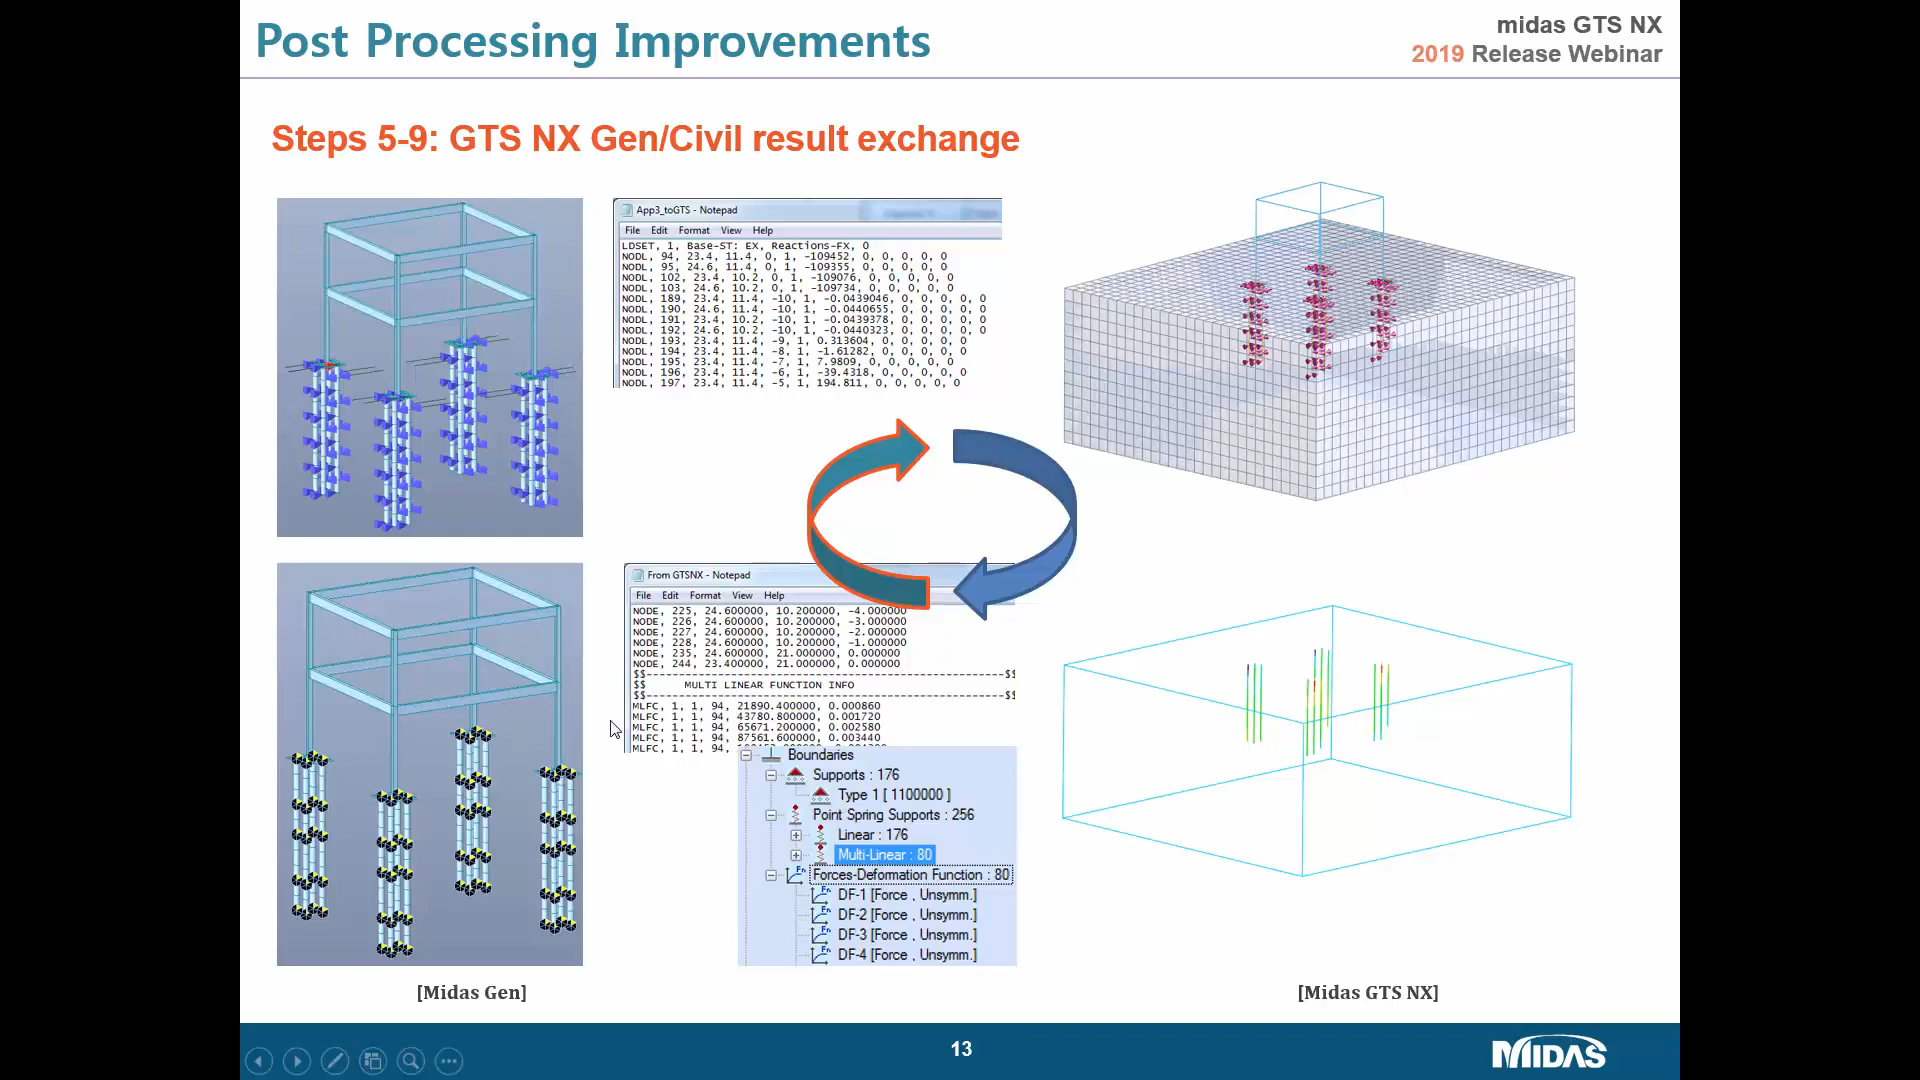 Post Processing Improvements
midas GTS NX
2019 Release Webinar
Steps 5-9: GTS NX Gen/Civil result exchange
App3_toGTS - Notepad
File Edit Format View Help
LDSET, 1, Base-ST: EX, Reactions-FX, 0
NODL, 94, 23.4, 11.4, 0, 1, -109452, 0, 0, 0, 0, 0
NODL, 95, 24.6, 11.4, 0, 1, -109355, 0, 0, 0, 0, 0
NODL, 102, 23.4, 10.2, 0, 1, -109076, 0, 0, 0, 0, 0
NODL, 103, 24.6, 10.2, 0, 1, -109734, 0, 0, 0, 0, 0
NODL, 189, 23.4, 11.4, -10, 1, -0.0439046, 0, 0, 0, 0, 0
NODL, 190, 24.6, 11.4, -10, 1, -0.0440655, 0, 0, 0, 0, 0
NODL, 191, 23.4, 10.2, -10, 1, -0.0439378, 0, 0, 0, 0, 0
NODL, 192, 24.6, 10.2, -10, 1, -0.0440323, 0, 0, 0, 0, 0
NODL, 193, 23.4, 11.4, -9, 1, 0.313604, 0, 0, 0, 0, 0
NODL, 194, 23.4, 11.4, -8, 1, -1.61282, 0, 0, 0, 0, 0
NODL, 195, 23.4, 11.4, -7, 1, 7.9809, 0, 0, 0, 0, 0
NODL, 196, 23.4, 11.4, -6, 1, -39.4318, 0, 0, 0, 0, 0
NODL, 197, 23.4, 11.4, -5, 1, 194.811, 0, 0, 0, 0, 0
From GTSNX - Notepad
File Edit Format View Help
NODE, 225, 24.600000, 10.200000, -4.000000
NODE, 226, 24.600000, 10.200000, -3.000000
NODE, 227, 24.600000, 10.200000, -2.000000
NODE, 228, 24.600000, 10.200000, -1.000000
NODE, 235, 24.600000, 21.000000, 0.000000
NODE, 244, 23.400000, 21.000000, 0.000000
$$------------------------------------------$$
$$ MULTI LINEAR FUNCTION INFO
$$------------------------------------------$$
MLFC, 1, 1, 94, 21890.400000, 0.000860
MLFC, 1, 1, 94, 43780.800000, 0.001720
MLFC, 1, 1, 94, 65671.200000, 0.002580
MLFC, 1, 1, 94, 87561.600000, 0.003440
MLFC, 1, 1, 94,
Boundaries
Supports : 176
Type 1 [ 1100000 ]
Point Spring Supports : 256
Linear : 176
Multi-Linear : 80
Forces-Deformation Function : 80
DF-1 [Force , Unsymm.]
DF-2 [Force , Unsymm.]
DF-3 [Force , Unsymm.]
DF-4 [Force , Unsymm.]
[Midas Gen]
[Midas GTS NX]
13
MIDAS